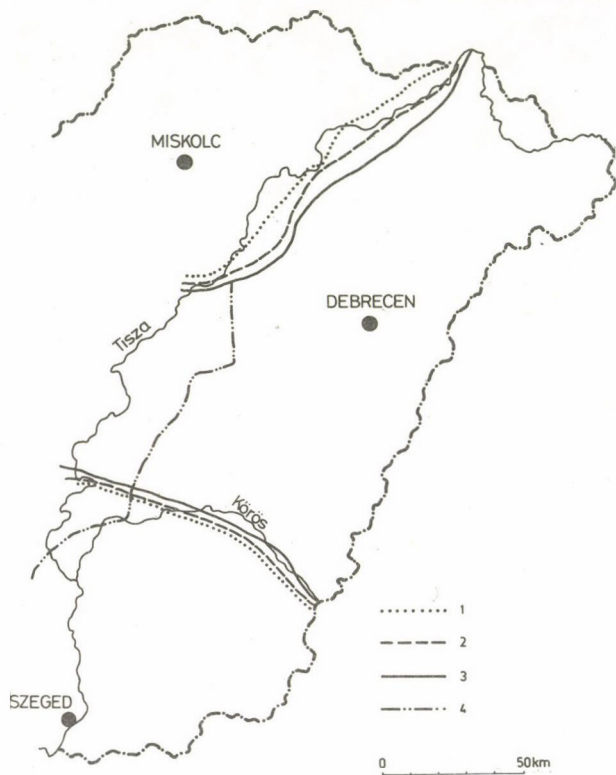 MISKOLC
DEBRECEN
Tisza
Körös
1
2
3
SZEGED
4
0 50km